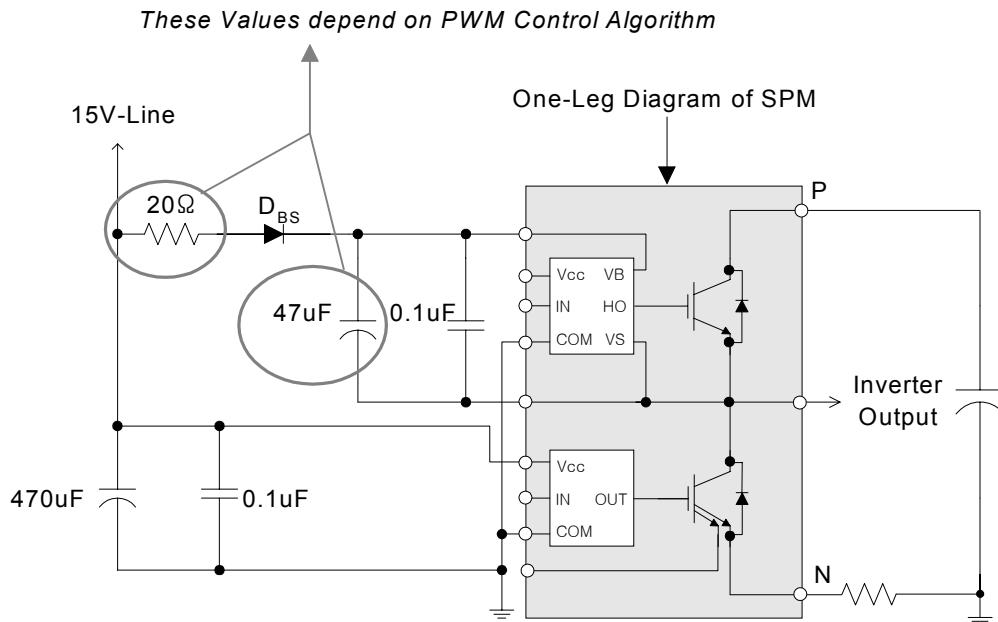 These Values depend on PWM Control Algorithm
One-Leg Diagram of SPM
15V-Line
P
20Ω
D_BS
Vcc
VB
IN
HO
COM
VS
47uF
0.1uF
Inverter
Output
Vcc
IN
OUT
COM
470uF
0.1uF
N